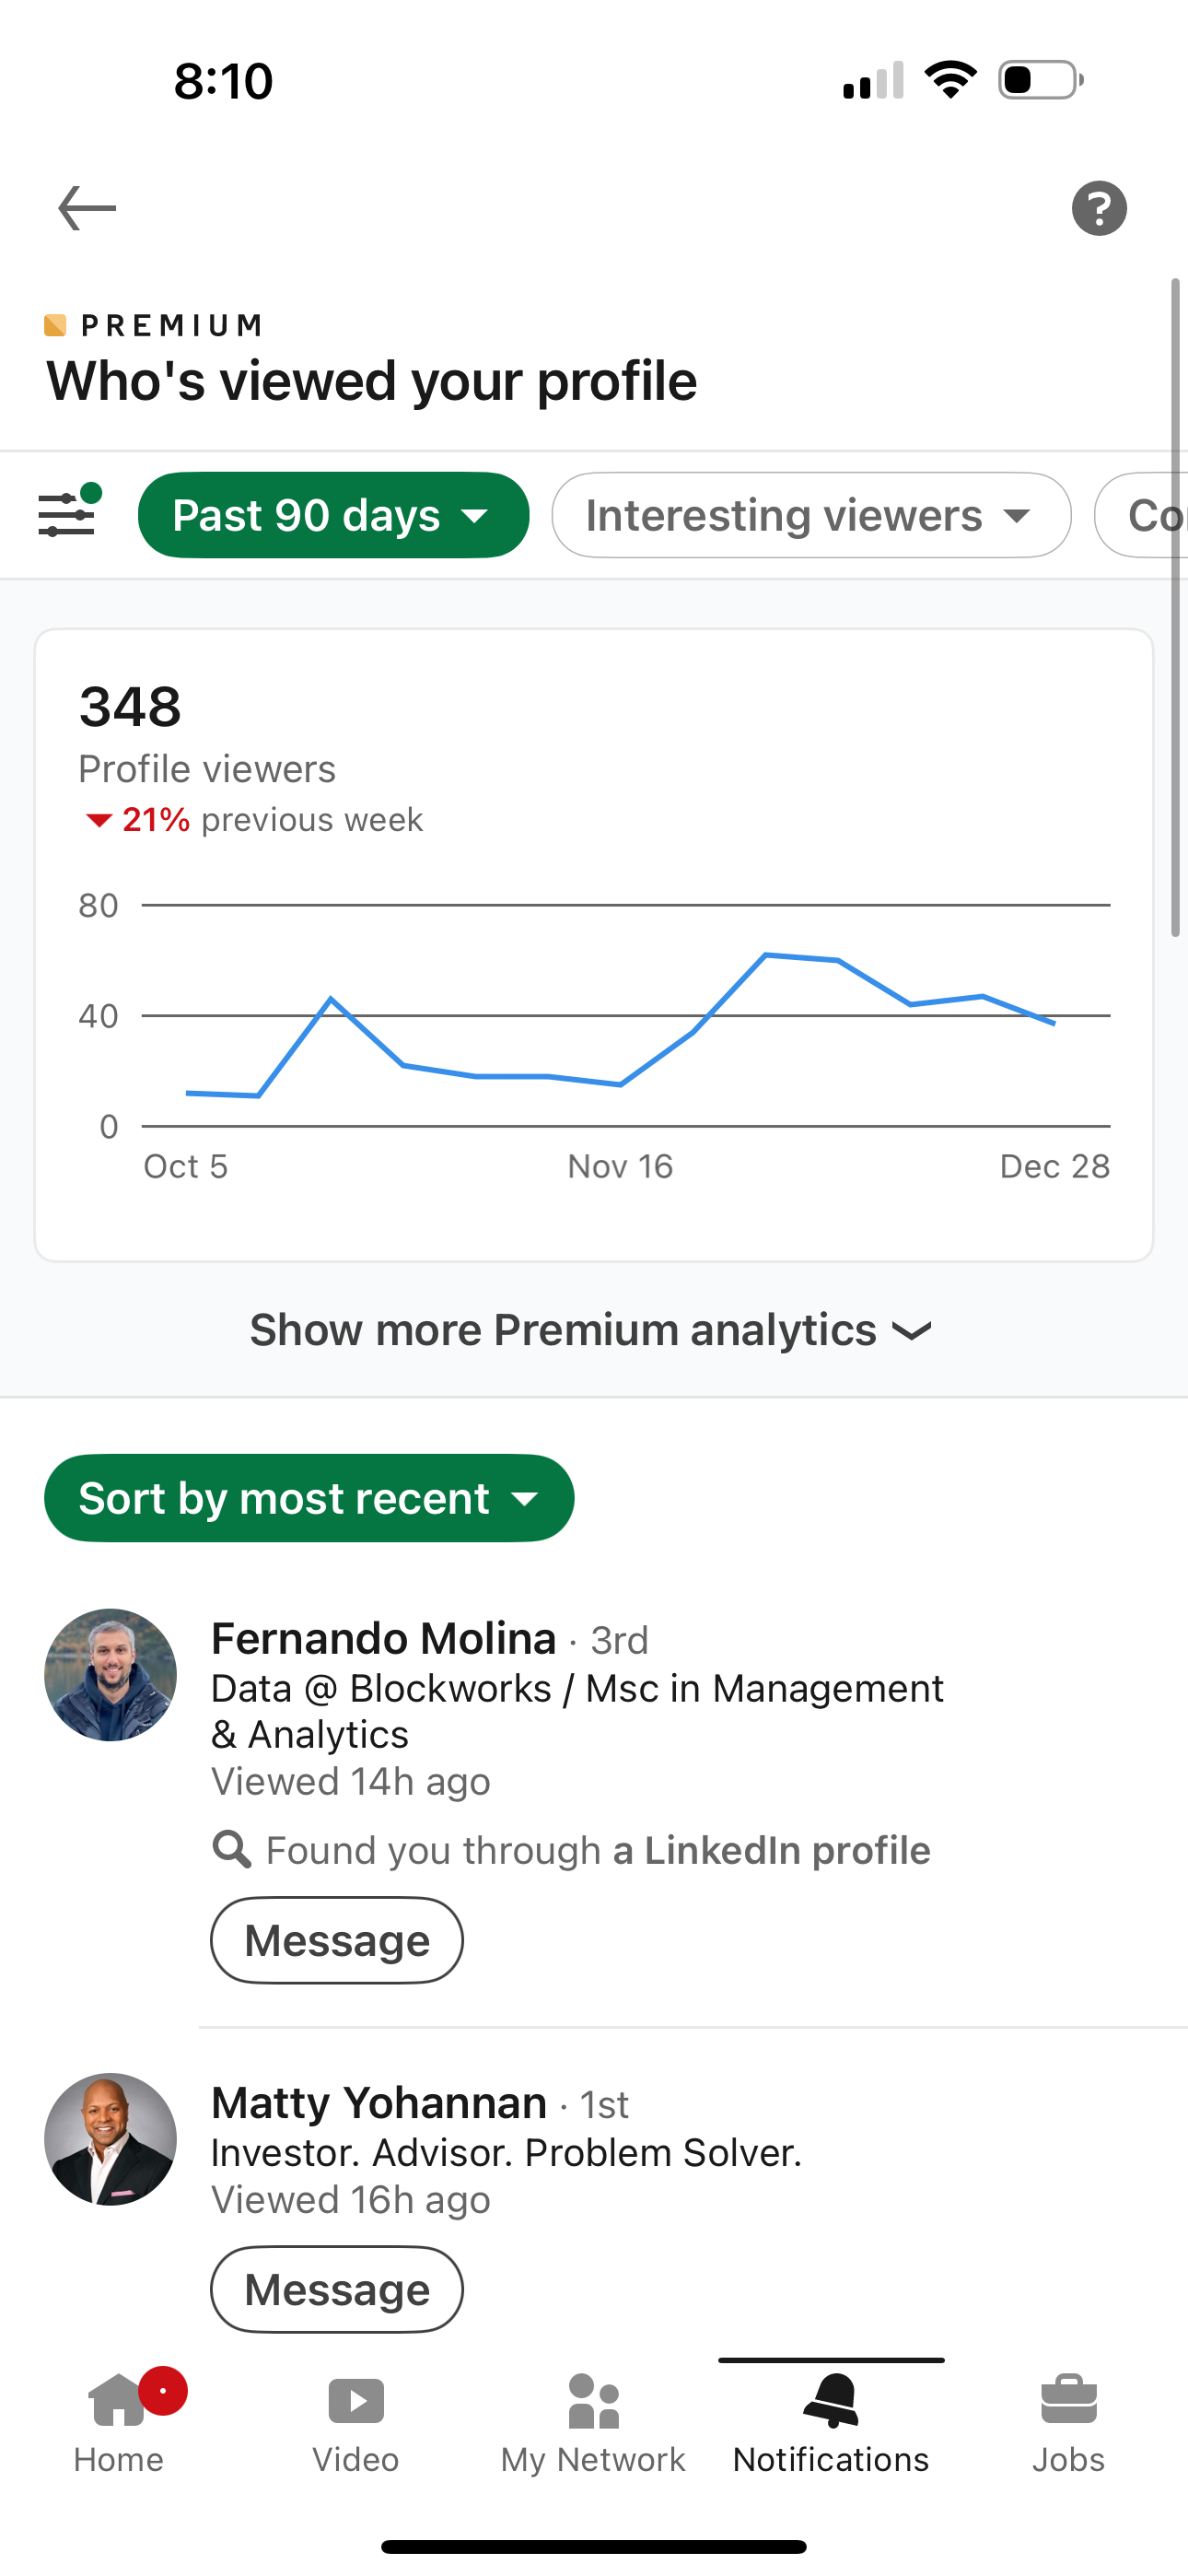 8:10
PREMIUM
Who's viewed your profile
Past 90 days
Interesting viewers
348
Profile viewers
21% previous week
80
40
0
Oct 5 Nov 16 Dec 28
Show more Premium analytics
Sort by most recent
Fernando Molina · 3rd
Data @ Blockworks / Msc in Management
& Analytics
Viewed 14h ago
Found you through a LinkedIn profile
Message
Matty Yohannan · 1st
Investor. Advisor. Problem Solver.
Viewed 16h ago
Message
Home Video My Network Notifications Jobs